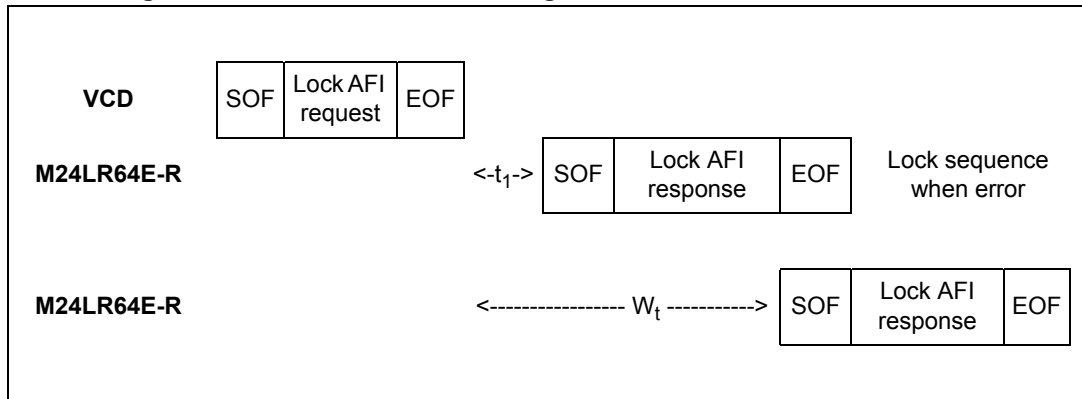 VCD SOF Lock AFI request EOF
M24LR64E-R <-t1-> SOF Lock AFI response EOF Lock sequence when error
M24LR64E-R <----------------- Wt -----------> SOF Lock AFI response EOF